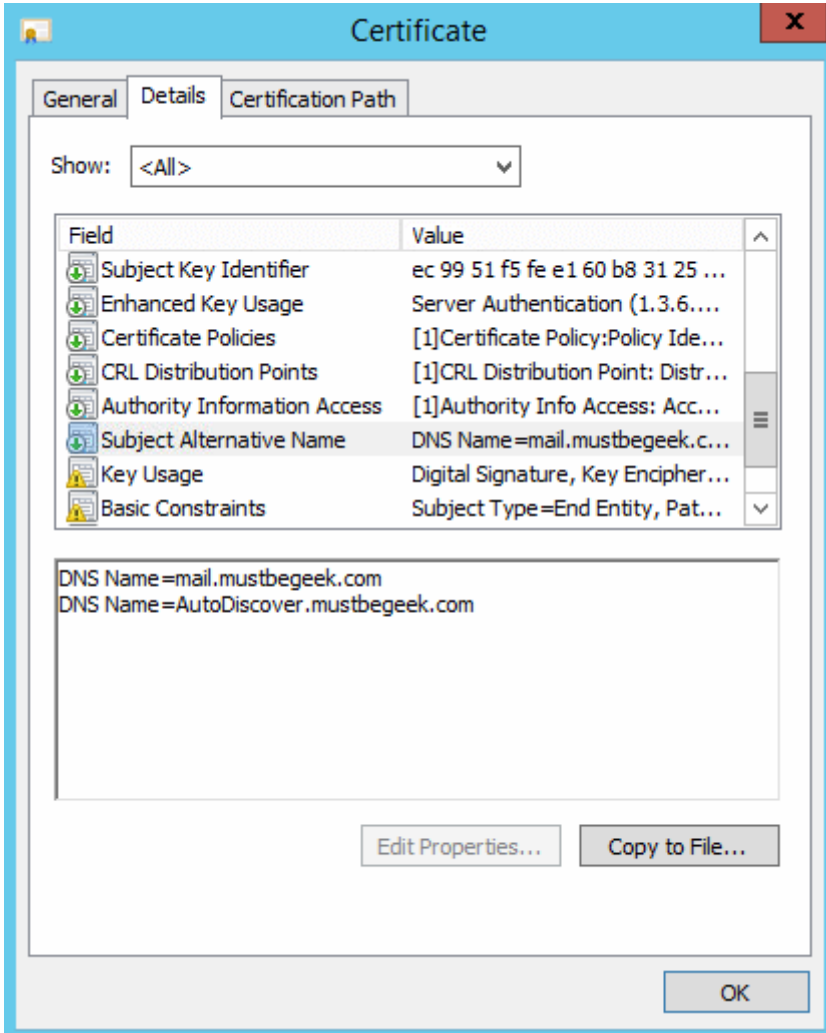 Certificate
x
General Details Certification Path
Show: <All>
Field Value
Subject Key Identifier ec 99 51 f5 fe e1 60 b8 31 25 ...
Enhanced Key Usage Server Authentication (1.3.6....
Certificate Policies [1]Certificate Policy:Policy Ide...
CRL Distribution Points [1]CRL Distribution Point: Distr...
Authority Information Access [1]Authority Info Access: Acc...
Subject Alternative Name DNS Name=mail.mustbegeek.c...
Key Usage Digital Signature, Key Encipher...
Basic Constraints Subject Type=End Entity, Pat...
DNS Name=mail.mustbegeek.com
DNS Name=AutoDiscover.mustbegeek.com
Edit Properties... Copy to File...
OK